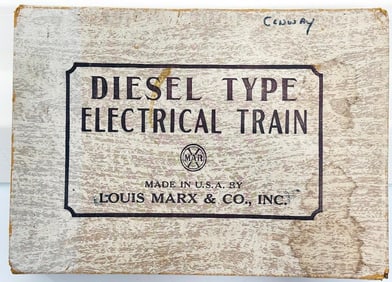 Conway
DIESEL TYPE
ELECTRICAL TRAIN
MAR
MADE IN U.S.A. BY
LOUIS MARX & CO., INC.